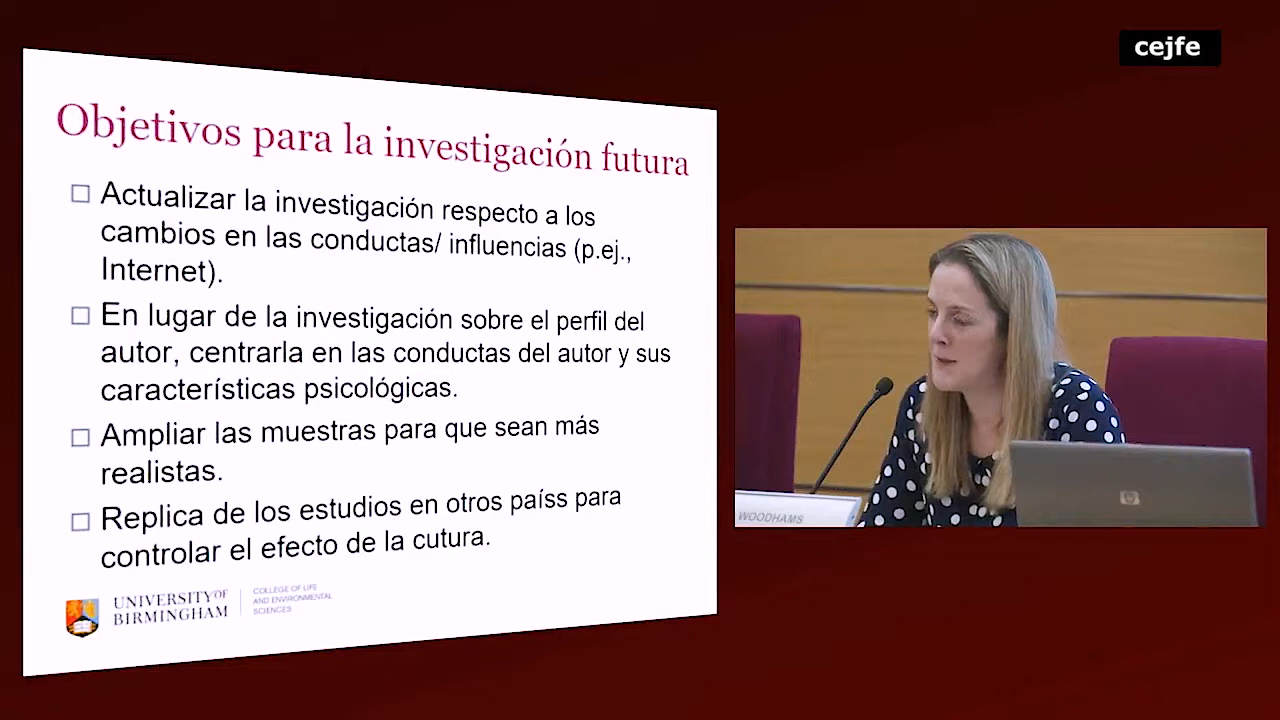 cejfe
Objetivos para la investigación futura
Actualizar la investigación respecto a los
cambios en las conductas/ influencias (p.ej.,
Internet).
En lugar de la investigación sobre el perfil del
autor, centrarla en las conductas del autor y sus
características psicológicas.
Ampliar las muestras para que sean más
realistas.
Replica de los estudios en otros paíss para
controlar el efecto de la cutura.
UNIVERSITY OF
BIRMINGHAM
COLLEGE OF LIFE
AND ENVIRONMENTAL
SCIENCES
WOODHAMS
hp